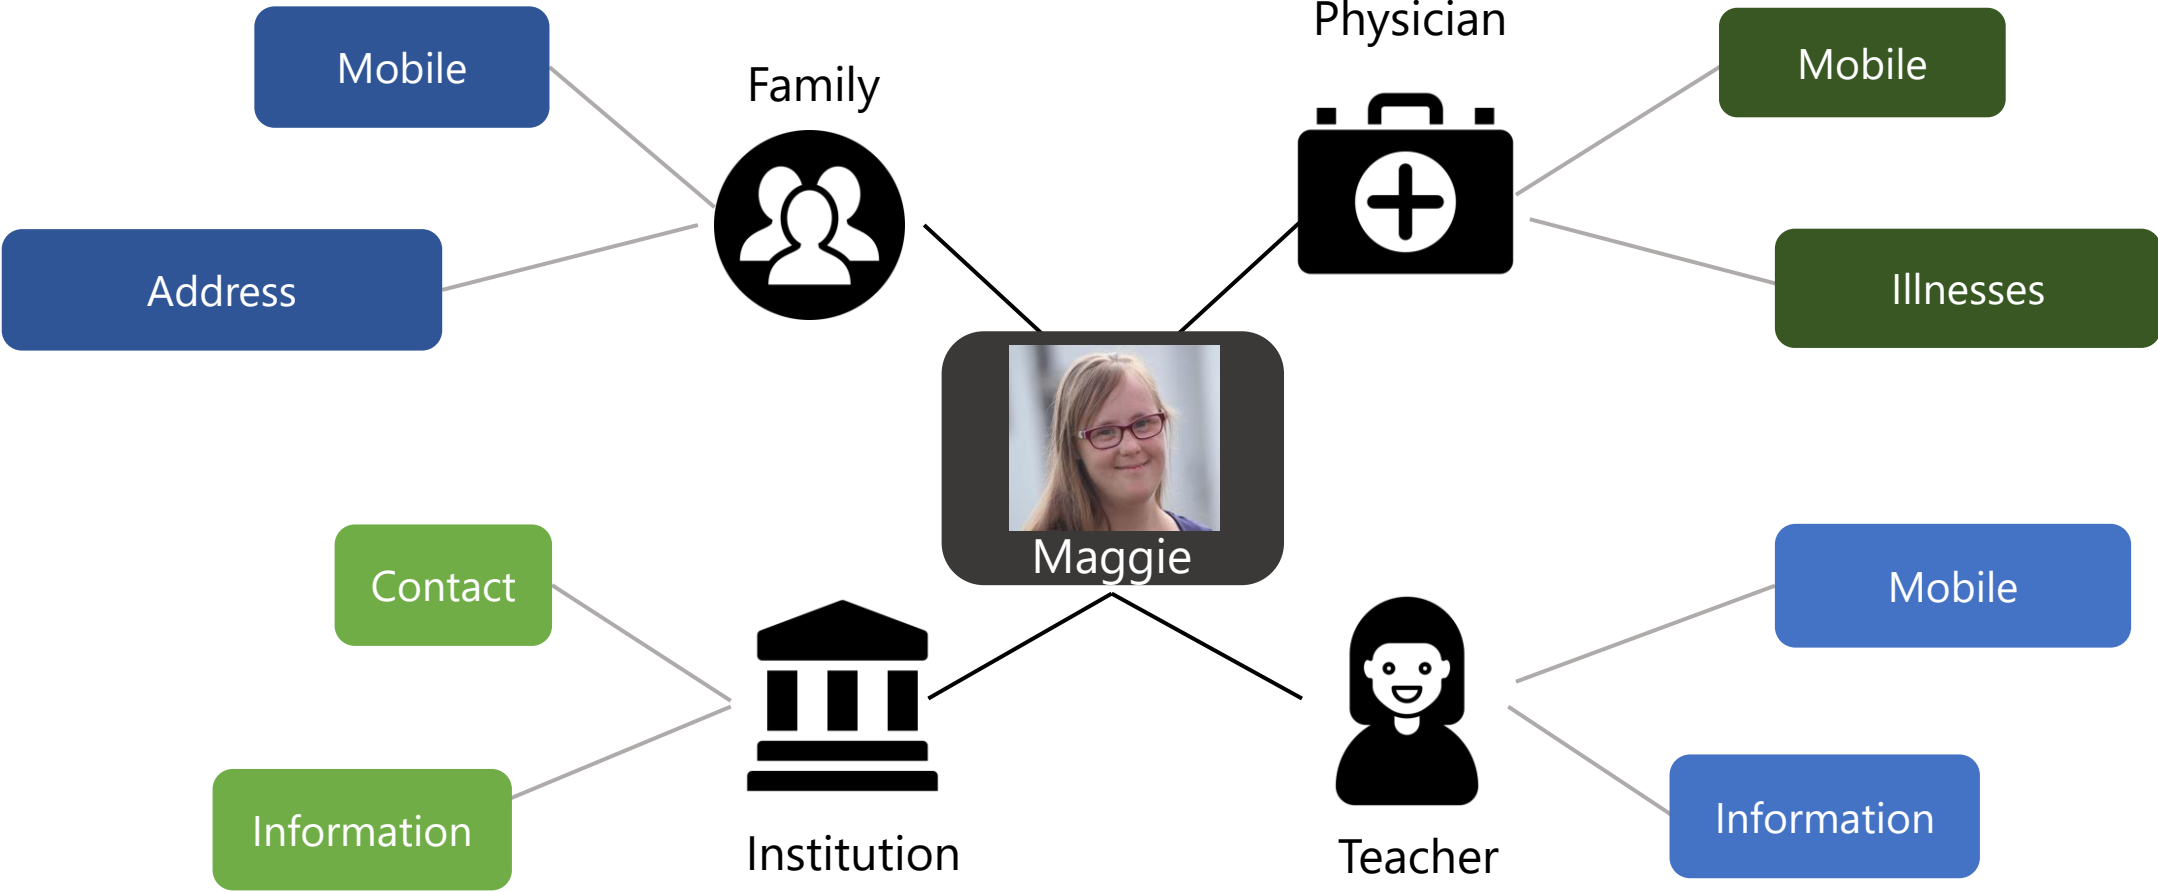 Physician
Mobile
Mobile
Family
Address
Illnesses
Maggie
Contact
Mobile
Information
Information
Institution
Teacher